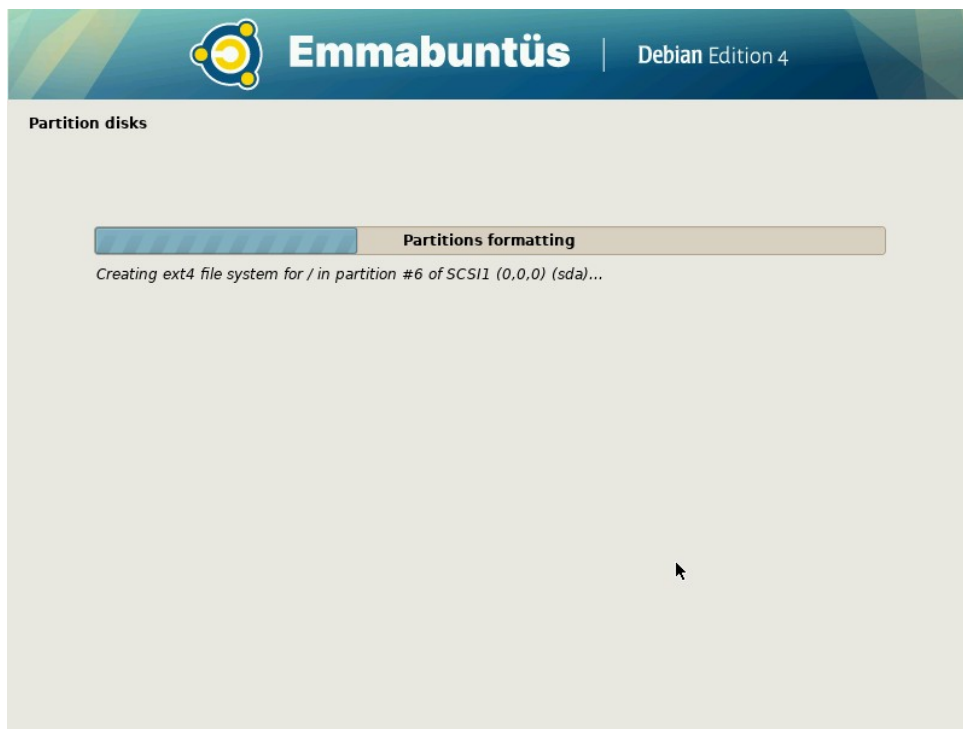 Emmabuntüs | Debian Edition 4
Partition disks
Partitions formatting
Creating ext4 file system for / in partition #6 of SCSI1 (0,0,0) (sda)...